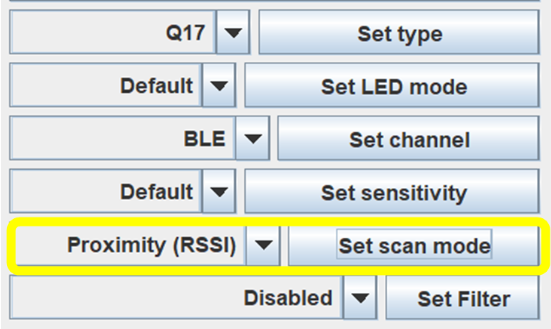 Q17 Set type
Default Set LED mode
BLE Set channel
Default Set sensitivity
Proximity (RSSI) Set scan mode
Disabled Set Filter